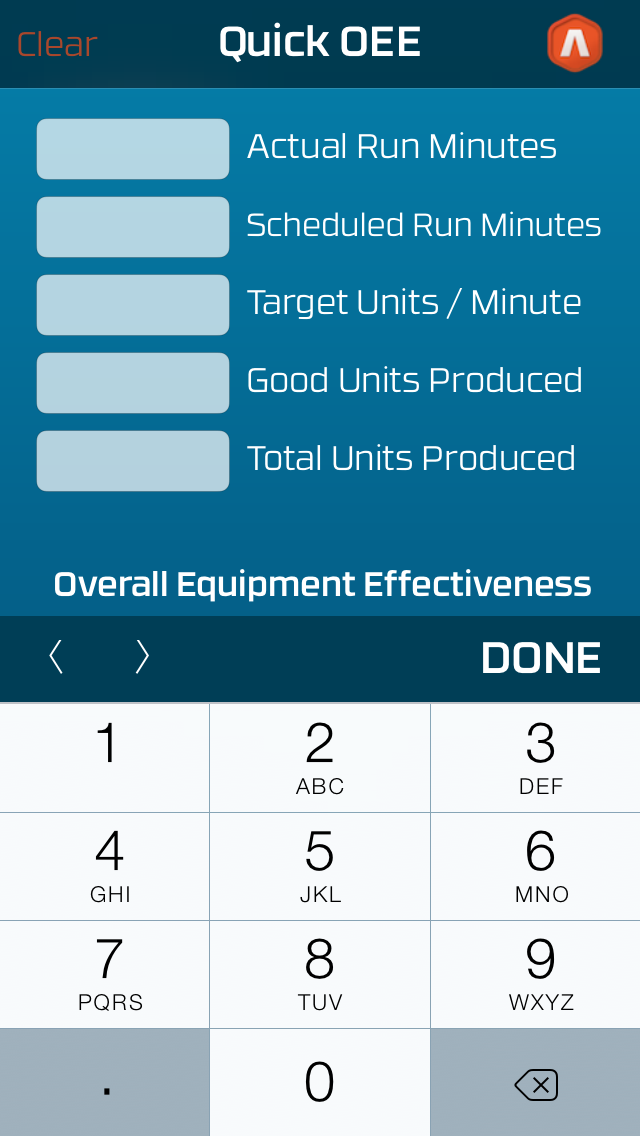 Clear Quick OEE
Actual Run Minutes
Scheduled Run Minutes
Target Units / Minute
Good Units Produced
Total Units Produced
Overall Equipment Effectiveness
DONE
1 2 3
ABC DEF
4 5 6
GHI JKL MNO
7 8 9
PQRS TUV WXYZ
. 0